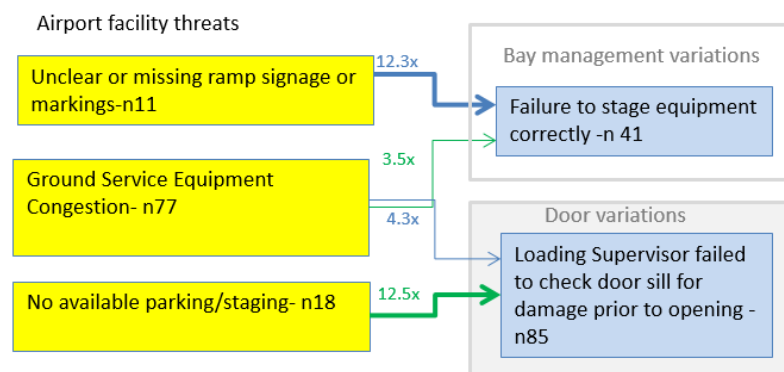 Airport facility threats
Unclear or missing ramp signage or
markings-n11
12.3x
Bay management variations
Failure to stage equipment
correctly -n 41
Ground Service Equipment
Congestion- n77
3.5x
4.3x
Door variations
Loading Supervisor failed
to check door sill for
damage prior to opening -
n85
No available parking/staging- n18
12.5x